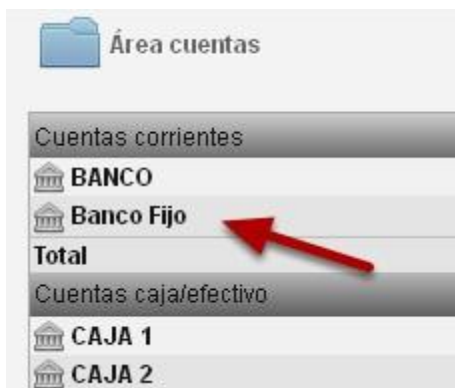 Área cuentas
Cuentas corrientes
BANCO
Banco Fijo
Total
Cuentas caja/efectivo
CAJA 1
CAJA 2